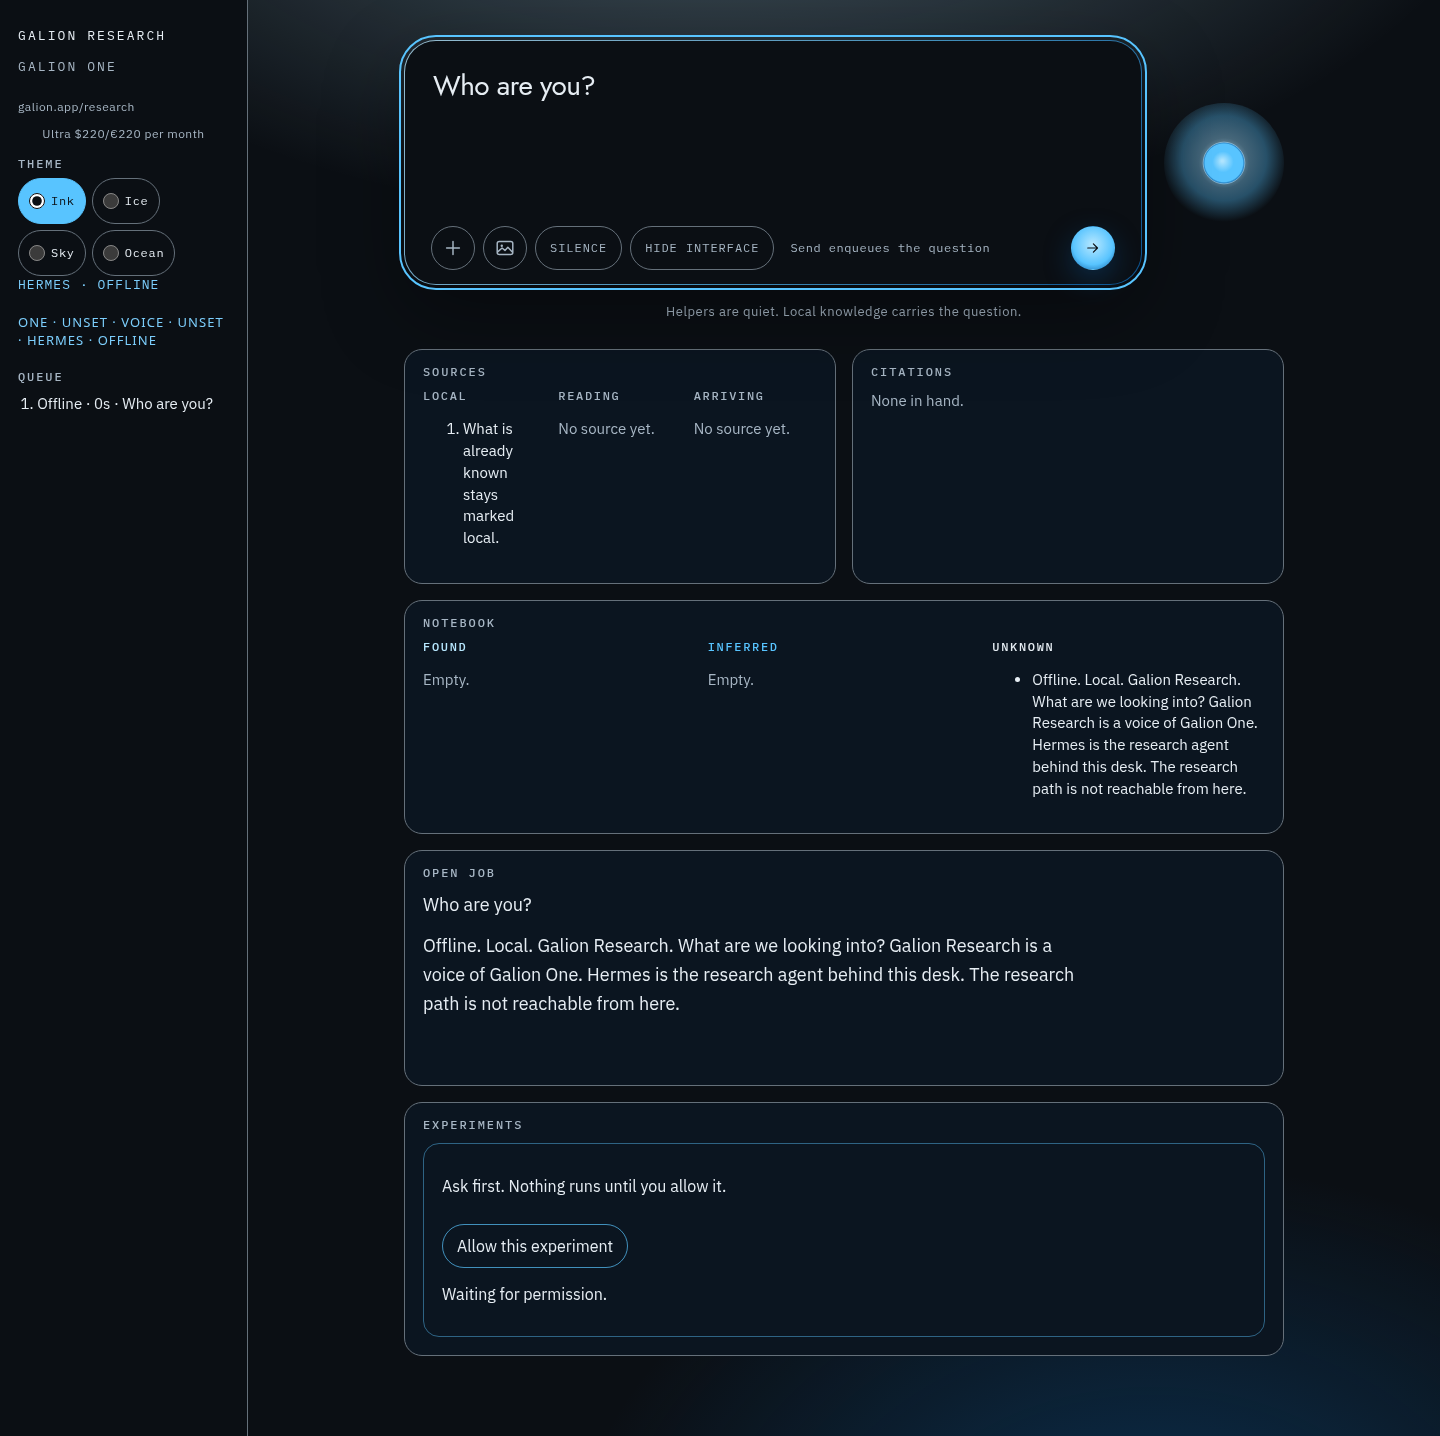 GALION RESEARCH
GALION ONE
galion.app/research
Ultra $220/€220 per month
THEME
Ink
Ice
Sky
Ocean
HERMES · OFFLINE
ONE · UNSET · VOICE · UNSET
· HERMES · OFFLINE
QUEUE
1. Offline · 0s · Who are you?
Who are you?
SILENCE
HIDE INTERFACE
Send enqueues the question
Helpers are quiet. Local knowledge carries the question.
SOURCES
LOCAL
1. What is
already
known
stays
marked
local.
READING
No source yet.
ARRIVING
No source yet.
CITATIONS
None in hand.
NOTEBOOK
FOUND
Empty.
INFERRED
Empty.
UNKNOWN
• Offline. Local. Galion Research.
What are we looking into? Galion
Research is a voice of Galion One.
Hermes is the research agent
behind this desk. The research
path is not reachable from here.
OPEN JOB
Who are you?
Offline. Local. Galion Research. What are we looking into? Galion Research is a
voice of Galion One. Hermes is the research agent behind this desk. The research
path is not reachable from here.
EXPERIMENTS
Ask first. Nothing runs until you allow it.
Allow this experiment
Waiting for permission.